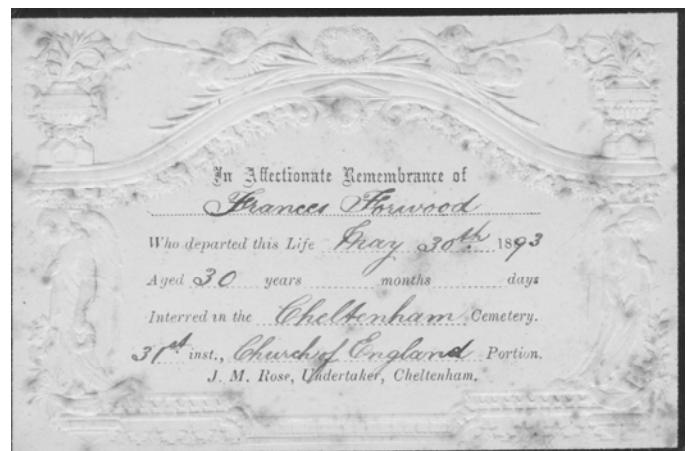 In Affectionate Remembrance of
Frances Forwood
Who departed this Life May 30th 1893
Aged 30 years months days
Interred in the Cheltenham Cemetery.
31st inst., Church of England Portion.
J. M. Rose, Undertaker, Cheltenham.